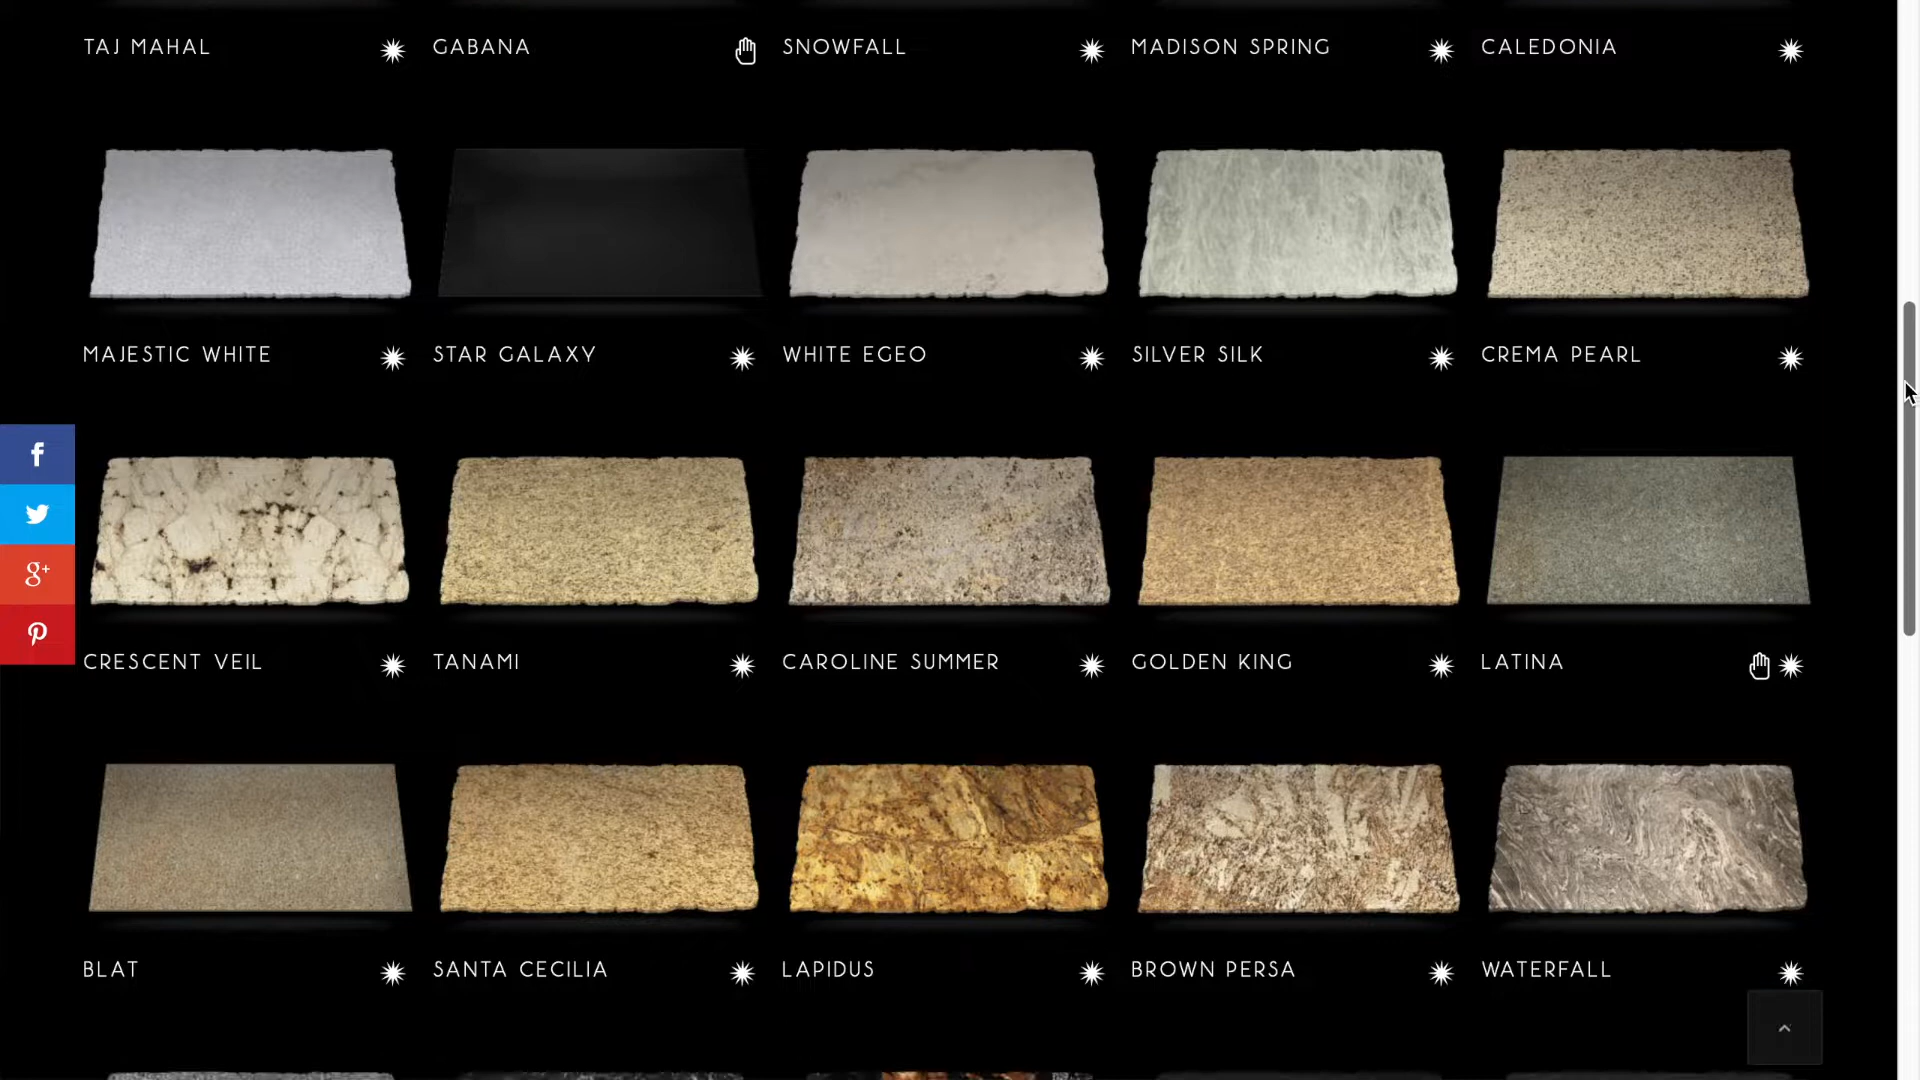 TAJ MAHAL
GABANA
SNOWFALL
MADISON SPRING
CALEDONIA
MAJESTIC WHITE
STAR GALAXY
WHITE EGEO
SILVER SILK
CREMA PEARL
f
g+
CRESCENT VEIL
TANAMI
CAROLINE SUMMER
GOLDEN KING
LATINA
BLAT
SANTA CECILIA
LAPIDUS
BROWN PERSA
WATERFALL